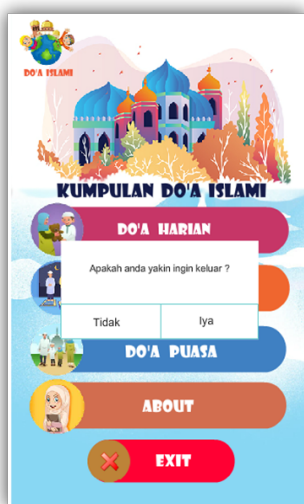 DO'A ISLAMI
KUMPULAN DO'A ISLAMI
DO'A HARIAN
Apakah anda yakin ingin keluar ?
Tidak
Iya
DO'A PUASA
ABOUT
EXIT